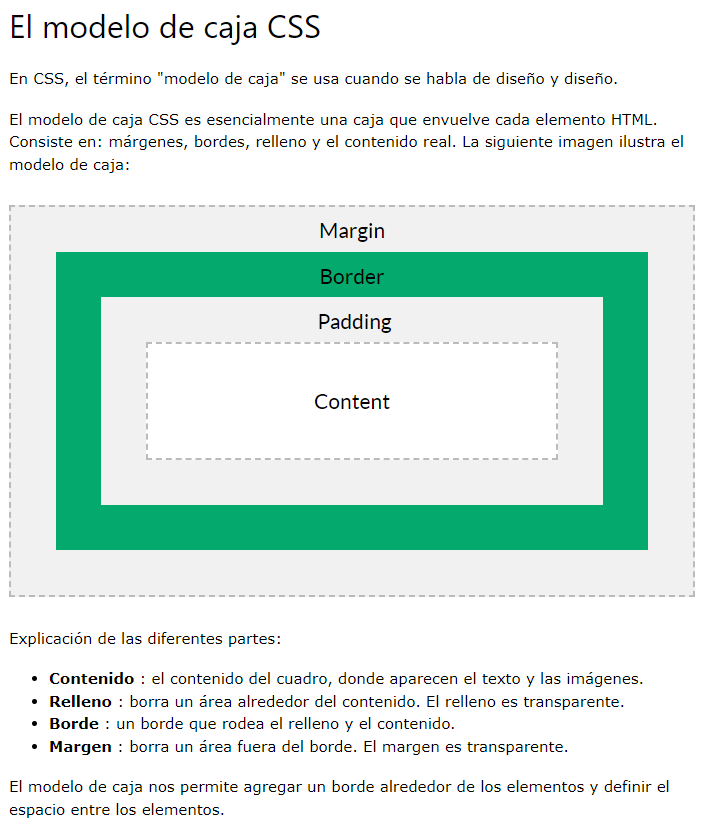 El modelo de caja CSS
En CSS, el término "modelo de caja" se usa cuando se habla de diseño y diseño.
El modelo de caja CSS es esencialmente una caja que envuelve cada elemento HTML.
Consiste en: márgenes, bordes, relleno y el contenido real. La siguiente imagen ilustra el
modelo de caja:
Margin
Border
Padding
Content
Explicación de las diferentes partes:
• Contenido : el contenido del cuadro, donde aparecen el texto y las imágenes.
• Relleno : borra un área alrededor del contenido. El relleno es transparente.
• Borde : un borde que rodea el relleno y el contenido.
• Margen : borra un área fuera del borde. El margen es transparente.
El modelo de caja nos permite agregar un borde alrededor de los elementos y definir el
espacio entre los elementos.